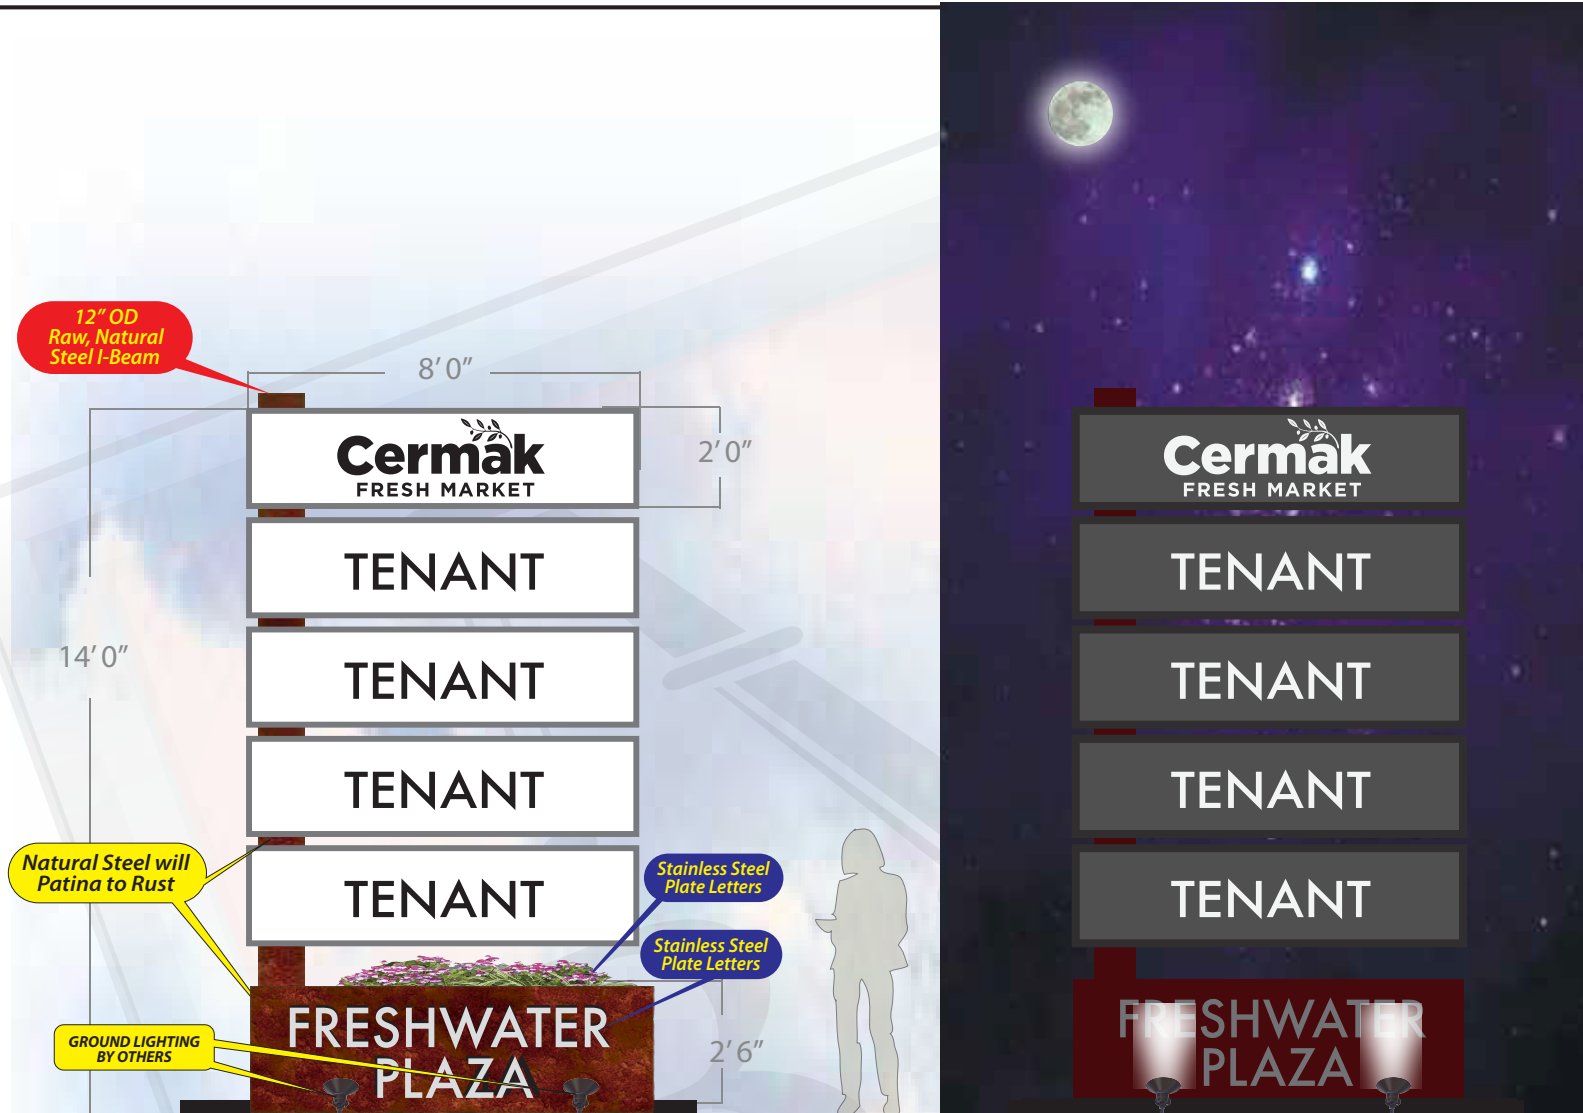 12” OD
Raw, Natural
Steel I-Beam
8’ 0”
Cermak
FRESH MARKET
2’ 0”
TENANT
14’ 0”
TENANT
TENANT
Natural Steel will
Patina to Rust
TENANT
Stainless Steel
Plate Letters
Stainless Steel
Plate Letters
FRESHWATER
PLAZA
GROUND LIGHTING
BY OTHERS
2’ 6”
Cermak
FRESH MARKET
TENANT
TENANT
TENANT
TENANT
FRESHWATER
PLAZA